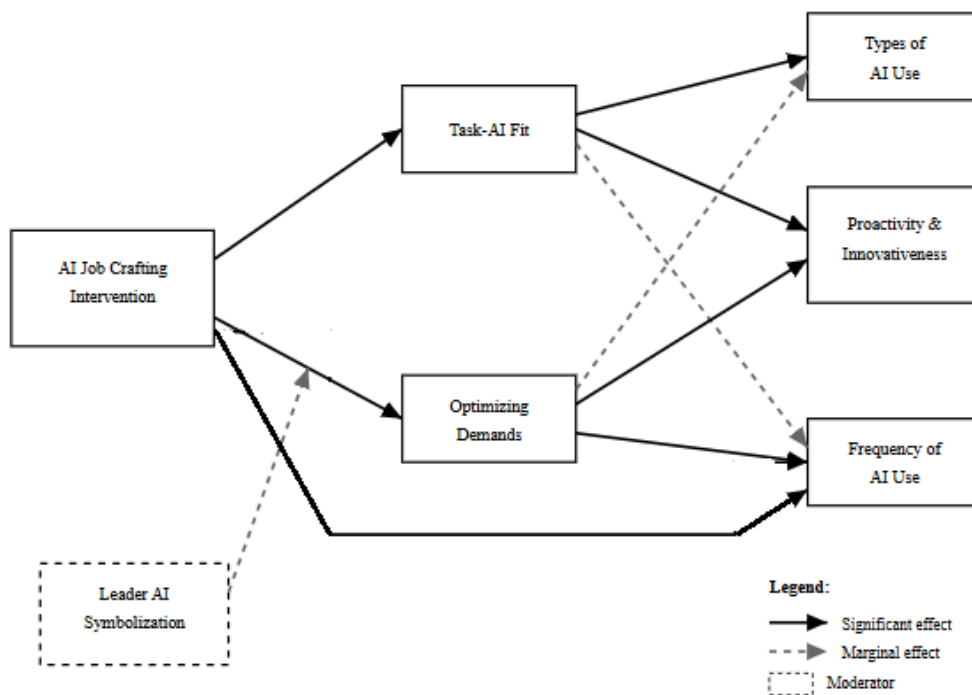 Types of
AI Use
Task-AI Fit
Proactivity &
Innovativeness
AI Job Crafting
Intervention
Optimizing
Demands
Frequency of
AI Use
Leader AI
Symbolization
Legend:
Significant effect
Marginal effect
Moderator